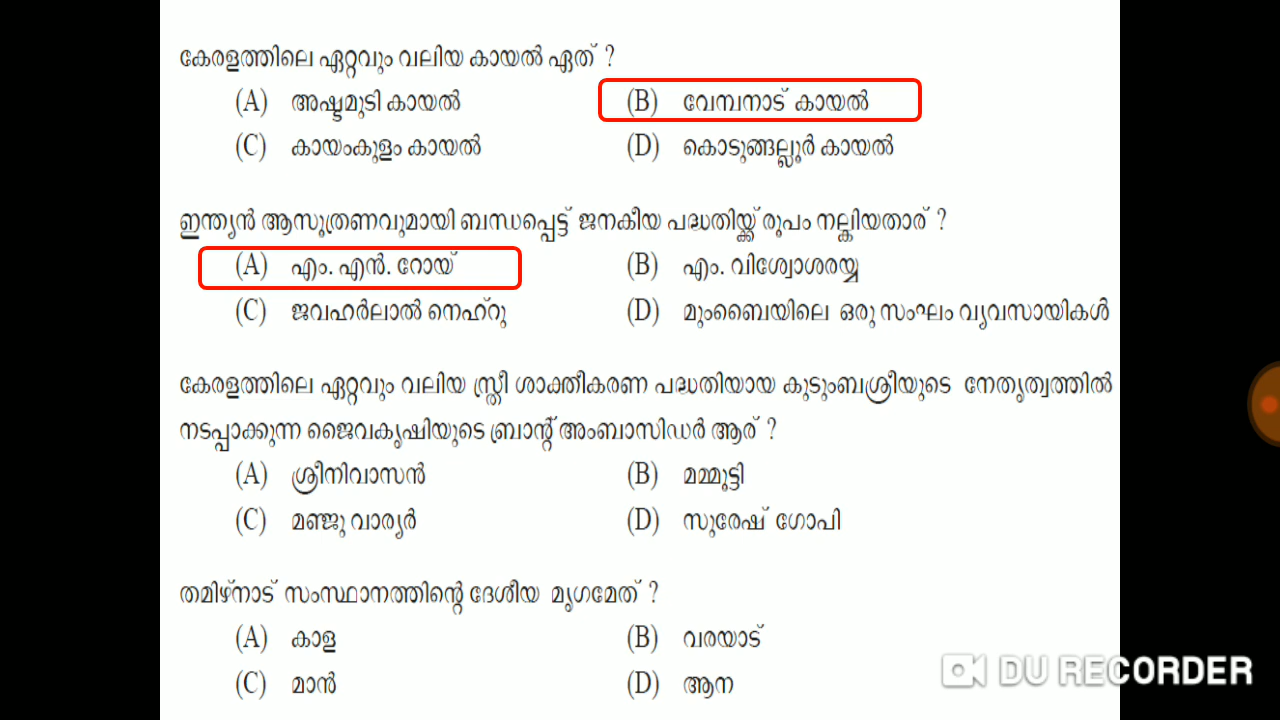 കേരളത്തിലെ ഏറ്റവും വലിയ കായൽ ഏത് ?
(A) അഷ്ടമുടി കായൽ (B) വേമ്പനാട് കായൽ
(C) കായംകുളം കായൽ (D) കൊടുങ്ങല്ലൂർ കായൽ
ഇന്ത്യൻ ആസൂത്രണവുമായി ബന്ധപ്പെട്ട് ജനകീയ പദ്ധതിയ്ക്ക് രൂപം നല്കിയതാര് ?
(A) എം. എൻ. റോയ് (B) എം. വിശ്വോശരയ്യ
(C) ജവഹർലാൽ നെഹ്റു (D) മുംബൈയിലെ ഒരു സംഘം വ്യവസായികൾ
കേരളത്തിലെ ഏറ്റവും വലിയ സ്ത്രീ ശാക്തീകരണ പദ്ധതിയായ കുടുംബശ്രീയുടെ നേതൃത്വത്തിൽ
നടപ്പാക്കുന്ന ജൈവകൃഷിയുടെ ബ്രാന്റ് അംബാസിഡർ ആര് ?
(A) ശ്രീനിവാസൻ (B) മമ്മൂട്ടി
(C) മഞ്ജു വാര്യർ (D) സുരേഷ് ഗോപി
തമിഴ്നാട് സംസ്ഥാനത്തിന്റെ ദേശീയ മൃഗമേത് ?
(A) കാള (B) വരയാട്
(C) മാൻ (D) ആന
DU RECORDER